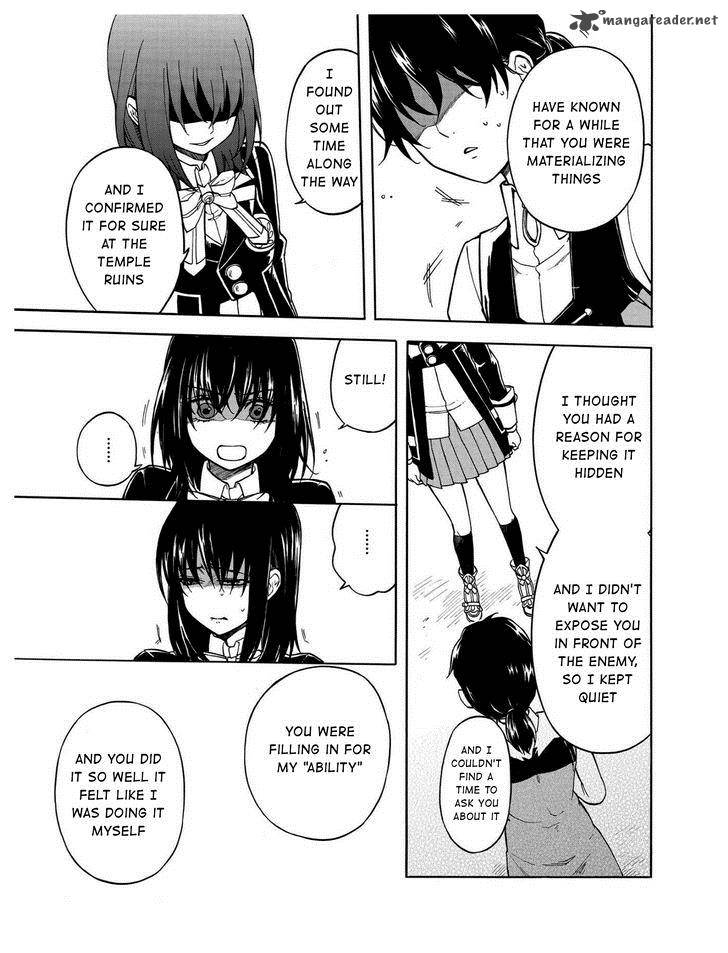 mangareader.net
HAVE KNOWN
FOR A WHILE
THAT YOU WERE
MATERIALIZING
THINGS
I
FOUND
OUT
SOME
TIME
ALONG
THE WAY
AND I
CONFIRMED
IT FOR SURE
AT THE
TEMPLE
RUINS
I THOUGHT
YOU HAD A
REASON FOR
KEEPING IT
HIDDEN
AND I DIDN'T
WANT TO
EXPOSE YOU
IN FRONT OF
THE ENEMY,
SO I KEPT
QUIET
AND I
COULDN'T
FIND A
TIME TO
ASK YOU
ABOUT IT
STILL!
......
......
YOU WERE
FILLING IN FOR
MY "ABILITY"
AND YOU DID
IT SO WELL IT
FELT LIKE I
WAS DOING IT
MYSELF